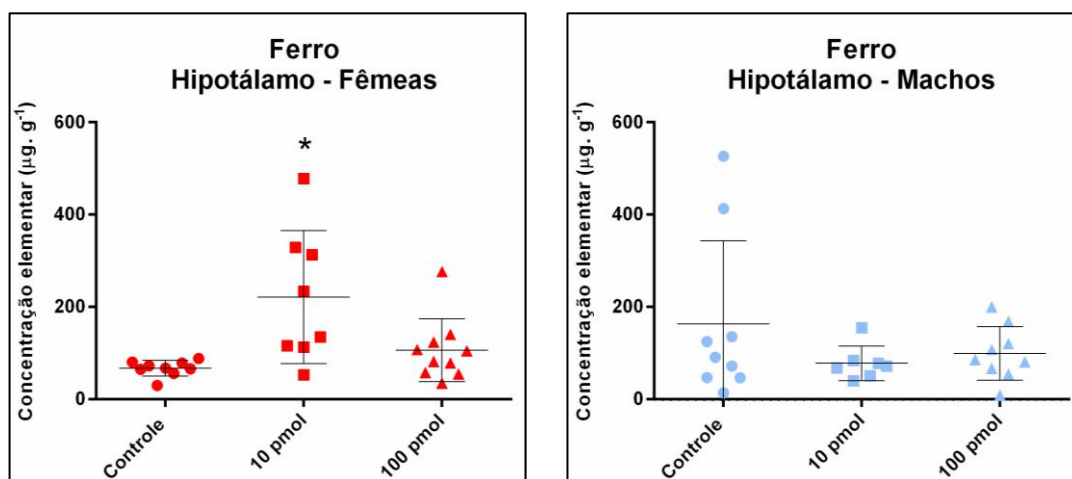 Ferro
Hipotálamo - Fêmeas
Concentração elementar (µg. g⁻¹)
600
400
200
0
*
Controle
10 pmol
100 pmol
Ferro
Hipotálamo - Machos
Concentração elementar (µg. g⁻¹)
600
400
200
0
Controle
10 pmol
100 pmol